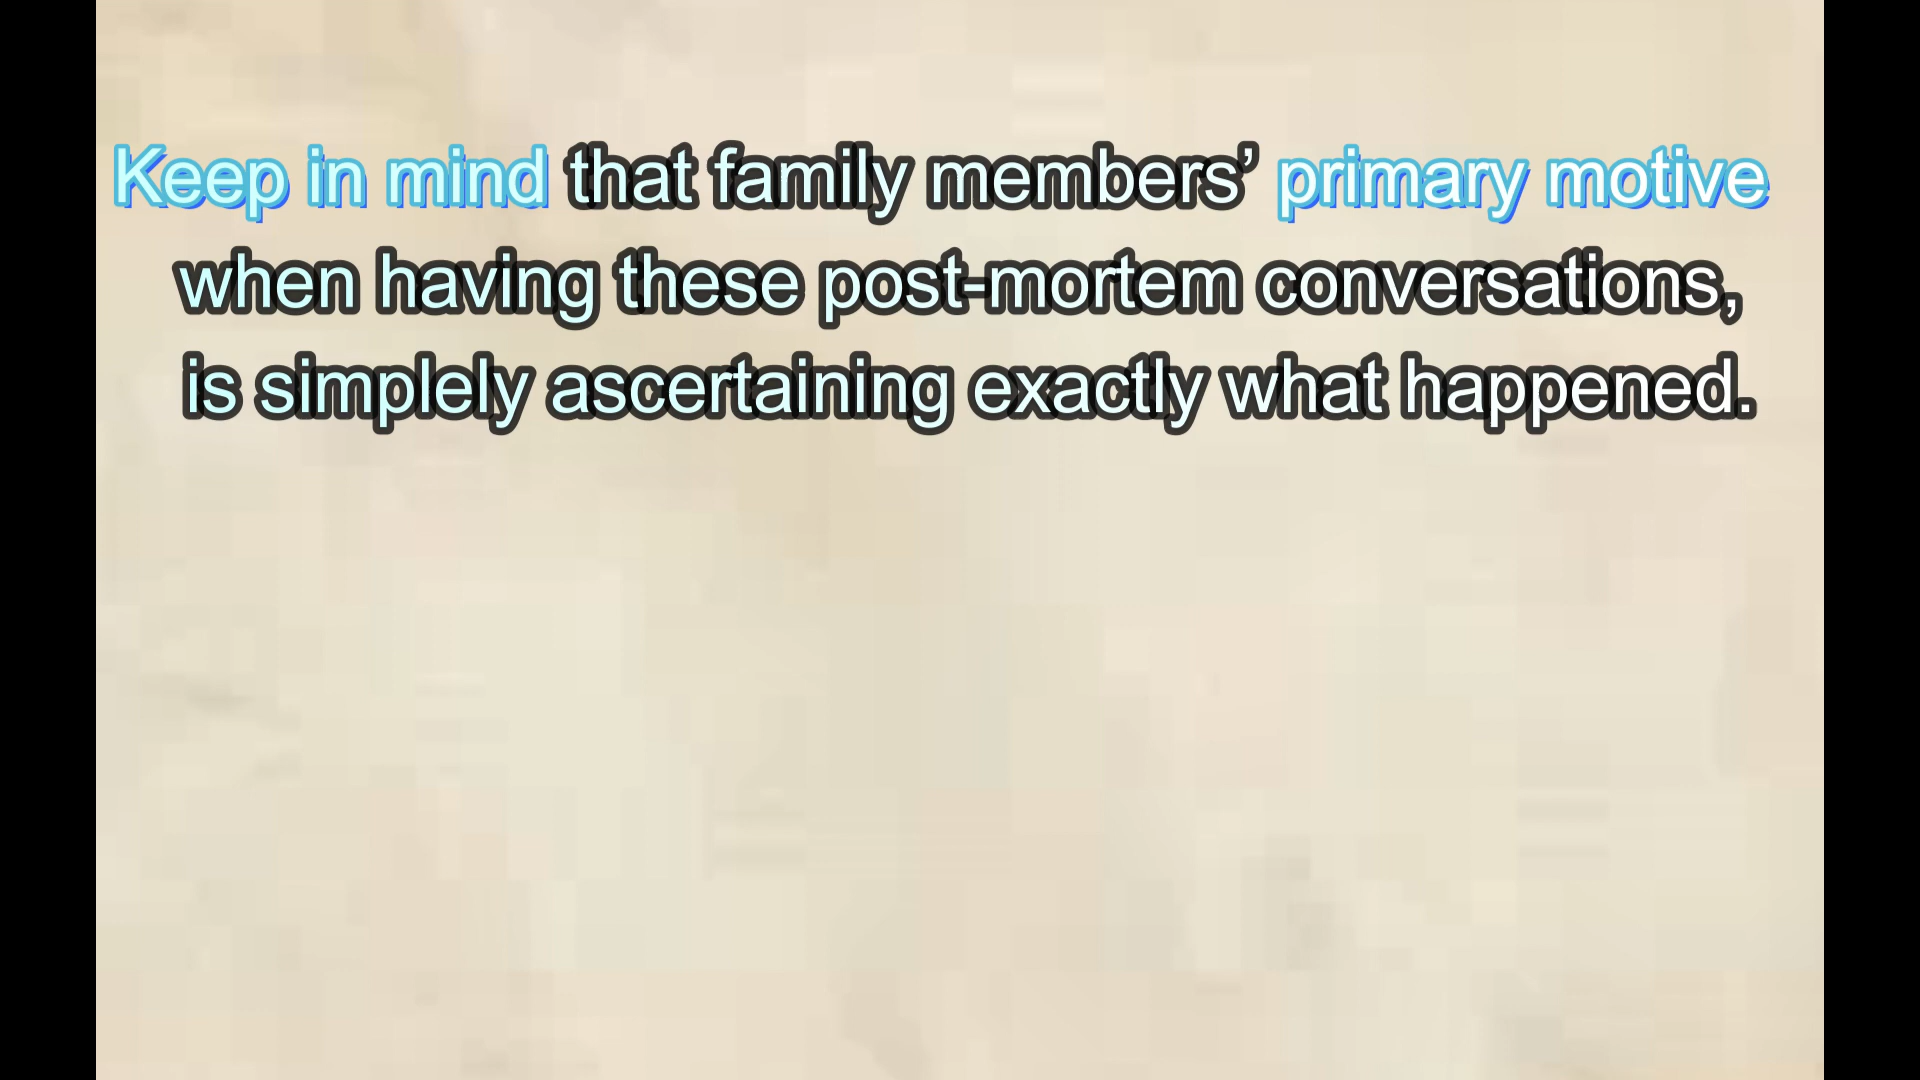 Keep in mind that family members’ primary motive
when having these post-mortem conversations,
is simplely ascertaining exactly what happened.